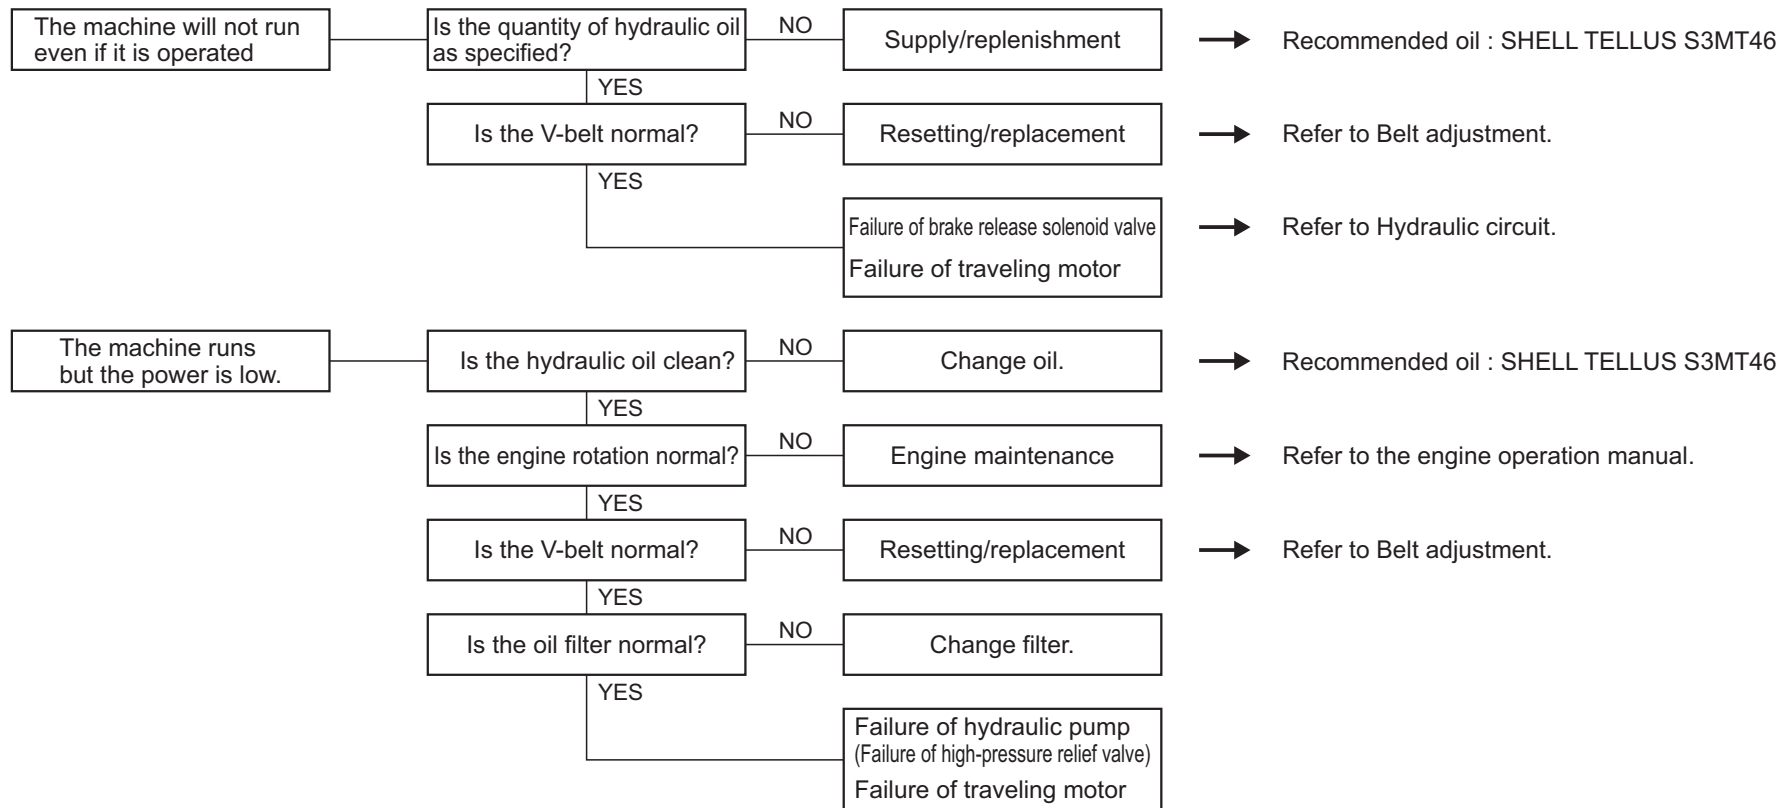 The machine will not run
even if it is operated
Is the quantity of hydraulic oil
as specified?
NO
Supply/replenishment
Recommended oil : SHELL TELLUS S3MT46
YES
Is the V-belt normal?
NO
Resetting/replacement
Refer to Belt adjustment.
YES
Failure of brake release solenoid valve
Failure of traveling motor
Refer to Hydraulic circuit.
The machine runs
but the power is low.
Is the hydraulic oil clean?
NO
Change oil.
Recommended oil : SHELL TELLUS S3MT46
YES
Is the engine rotation normal?
NO
Engine maintenance
Refer to the engine operation manual.
YES
Is the V-belt normal?
NO
Resetting/replacement
Refer to Belt adjustment.
YES
Is the oil filter normal?
NO
Change filter.
YES
Failure of hydraulic pump
(Failure of high-pressure relief valve)
Failure of traveling motor